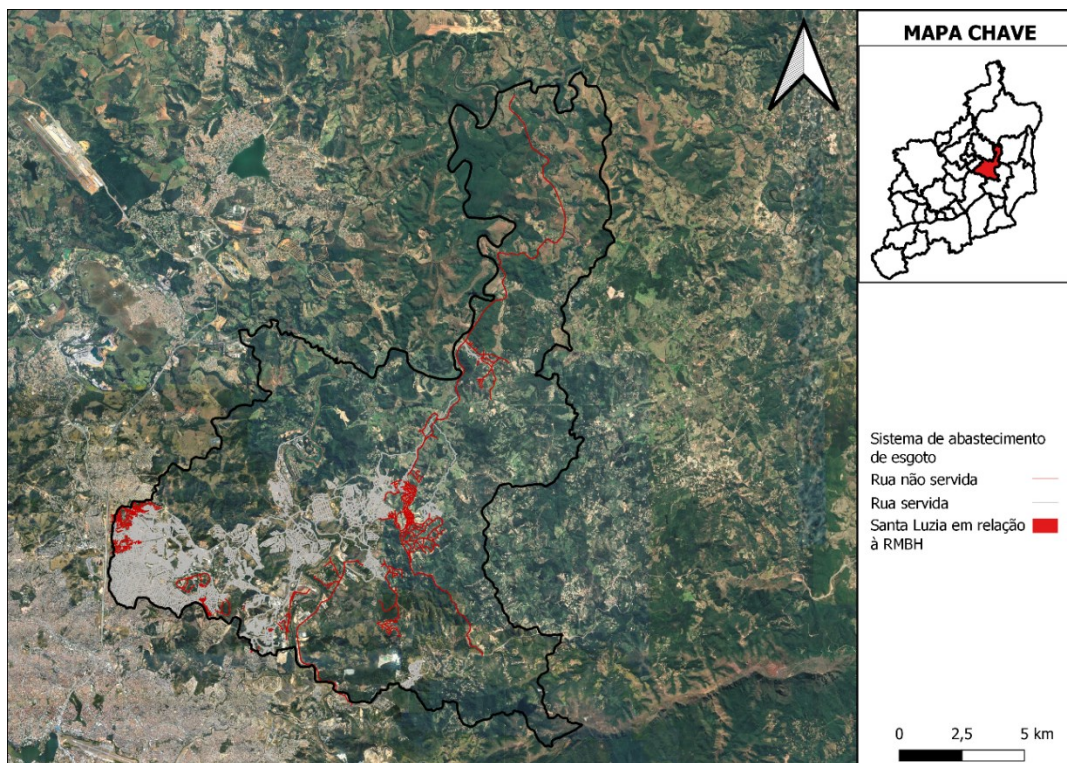 MAPA CHAVE
Sistema de abastecimento
de esgoto
Rua não servida
Rua servida
Santa Luzia em relação
à RMBH
0 2,5 5 km